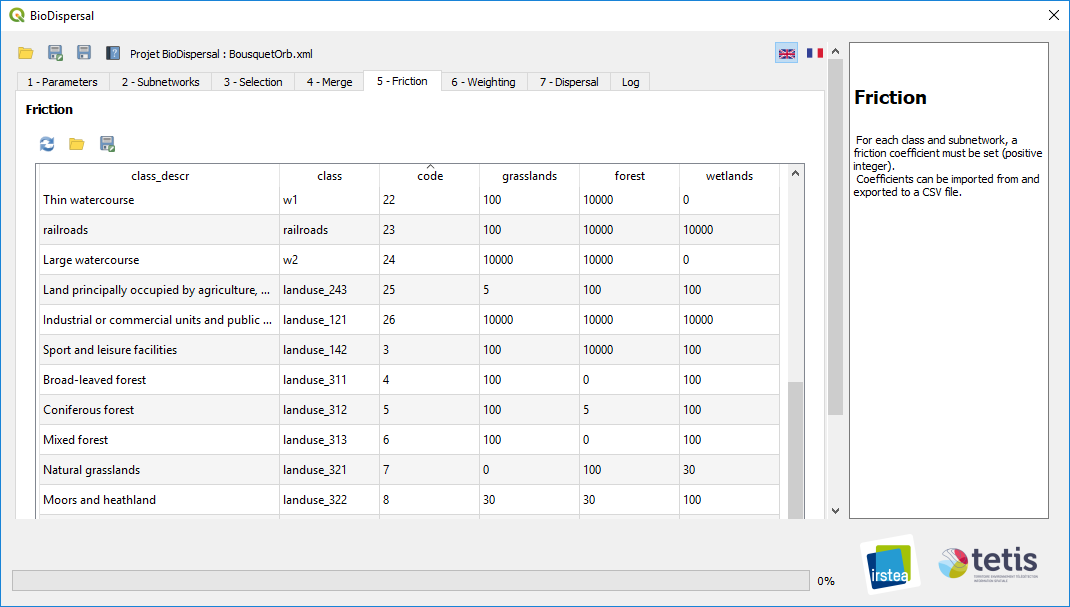 BioDispersal
Projet BioDispersal : BousquetOrb.xml
1 - Parameters 2 - Subnetworks 3 - Selection 4 - Merge 5 - Friction 6 - Weighting 7 - Dispersal Log
Friction
class_descr class code grasslands forest wetlands
Thin watercourse w1 22 100 10000 0
railroads railroads 23 100 10000 10000
Large watercourse w2 24 10000 10000 0
Land principally occupied by agriculture, ... landuse_243 25 5 100 100
Industrial or commercial units and public ... landuse_121 26 10000 10000 10000
Sport and leisure facilities landuse_142 3 100 10000 100
Broad-leaved forest landuse_311 4 100 0 100
Coniferous forest landuse_312 5 100 5 100
Mixed forest landuse_313 6 100 0 100
Natural grasslands landuse_321 7 0 100 30
Moors and heathland landuse_322 8 30 30 100
Friction
For each class and subnetwork, a
friction coefficient must be set (positive
integer).
Coefficients can be imported from and
exported to a CSV file.
irstea
tetis
0%